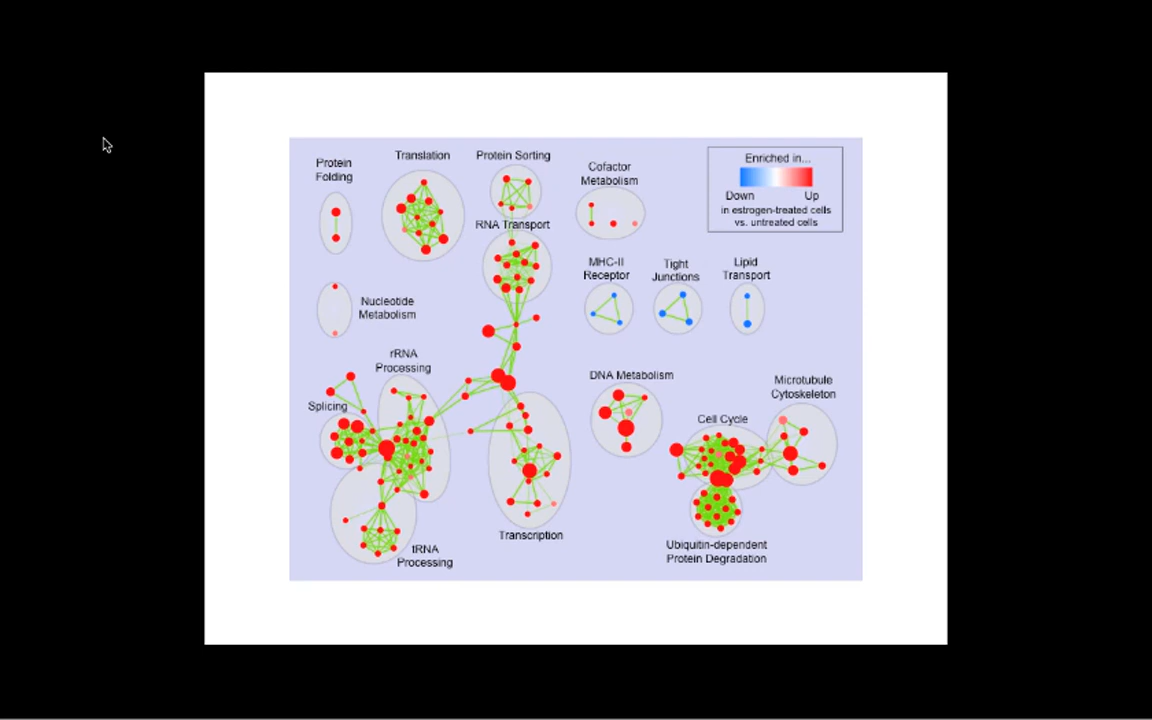 Protein
Folding
Translation
Protein Sorting
Cofactor
Metabolism
Enriched in...
Down Up
in estrogen-treated cells
vs. untreated cells
RNA Transport
MHC-II
Receptor
Tight
Junctions
Lipid
Transport
Nucleotide
Metabolism
rRNA
Processing
Splicing
DNA Metabolism
Microtubule
Cytoskeleton
Cell Cycle
Transcription
tRNA
Processing
Ubiquitin-dependent
Protein Degradation